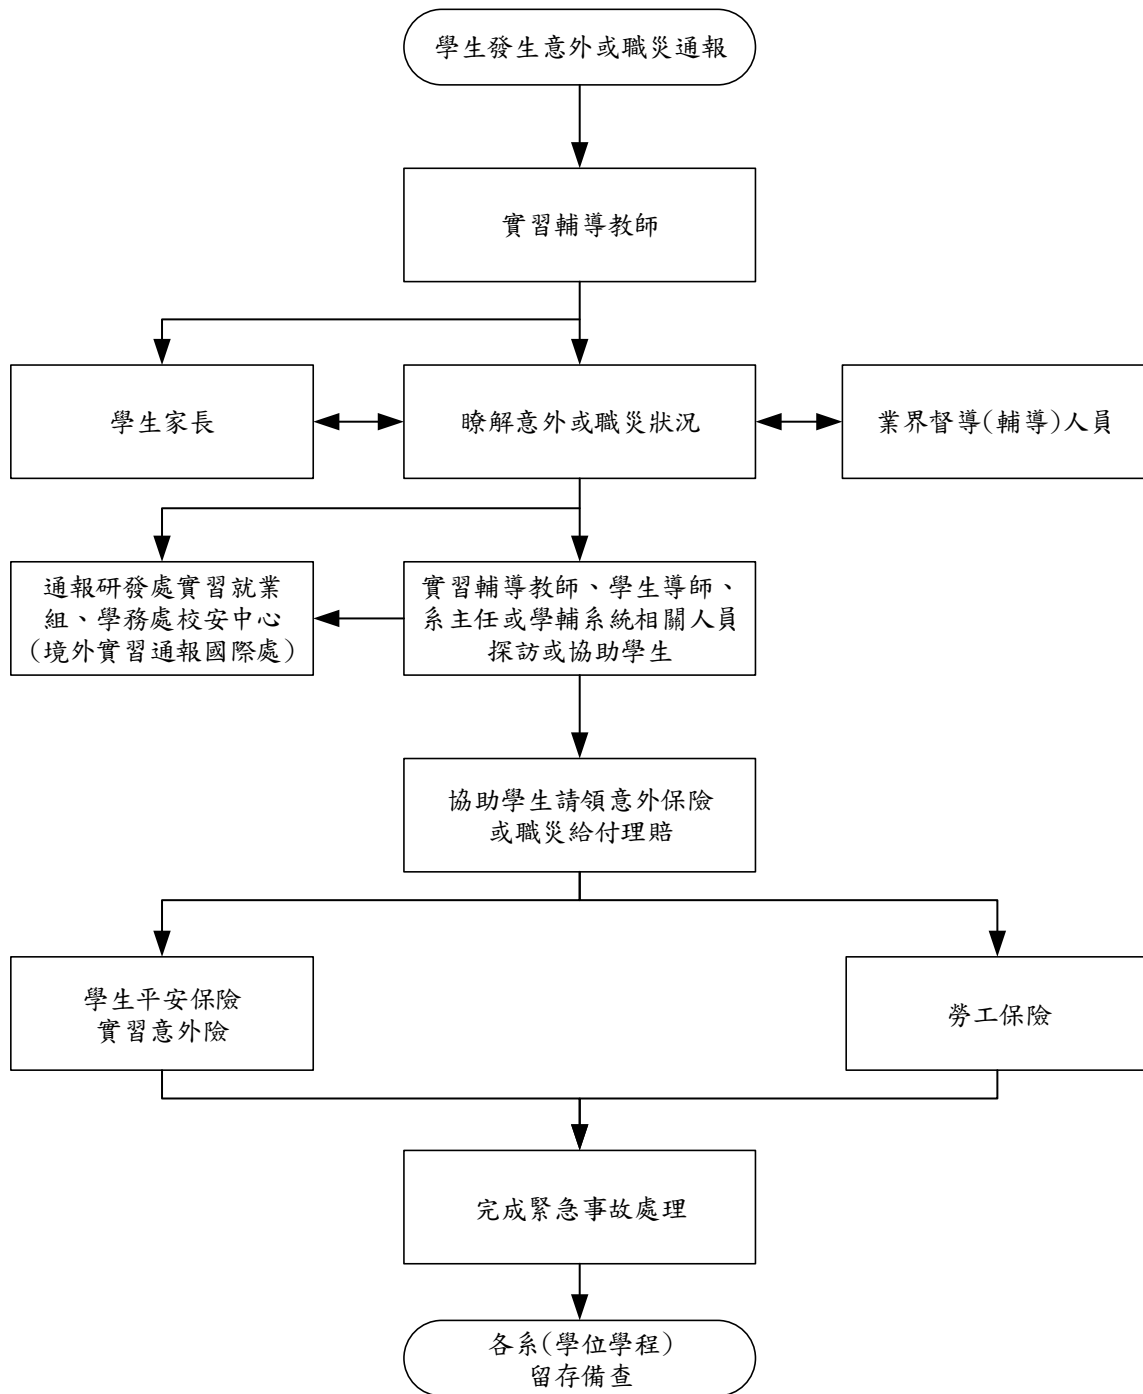 學生發生意外或職災通報
實習輔導教師
學生家長
瞭解意外或職災狀況
業界督導(輔導)人員
通報研發處實習就業
組、學務處校安中心
(境外實習通報國際處)
實習輔導教師、學生導師、
系主任或學輔系統相關人員
探訪或協助學生
協助學生請領意外保險
或職災給付理賠
學生平安保險
實習意外險
勞工保險
完成緊急事故處理
各系(學位學程)
留存備查